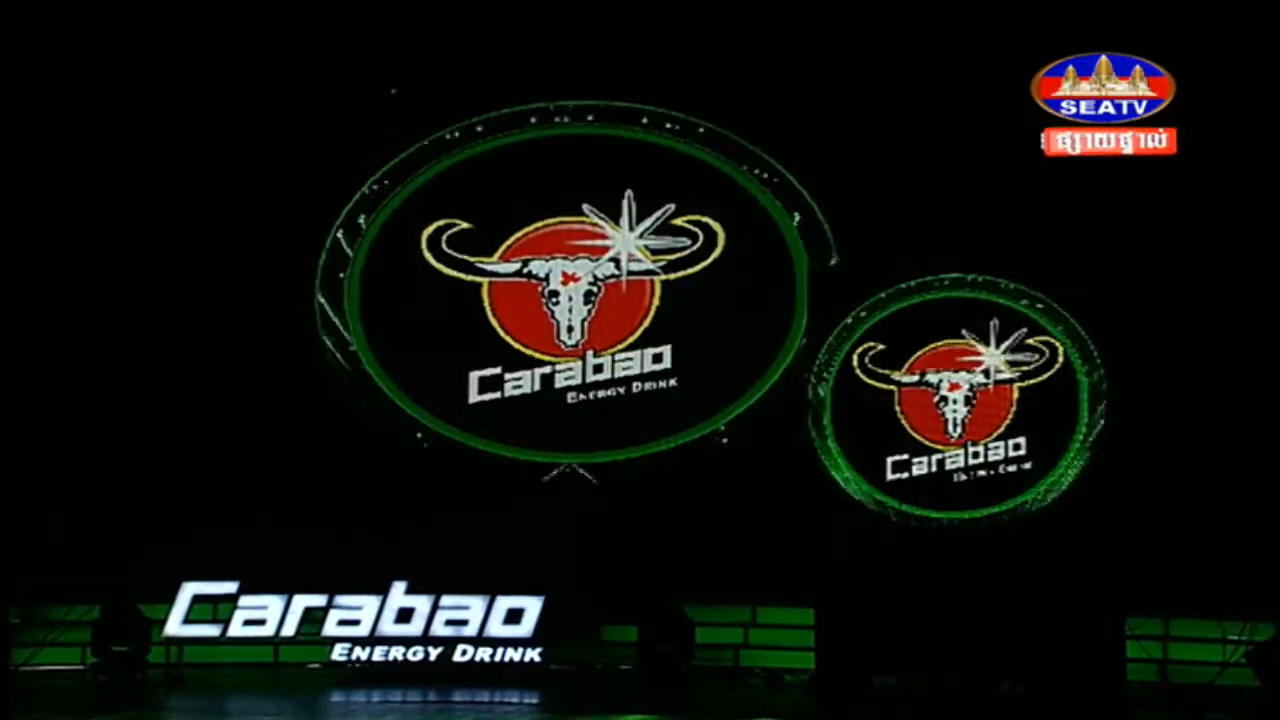 SEATV
ផ្សាយផ្ទាល់
Carabao
ENERGY DRINK
Carabao
Carabao
ENERGY DRINK